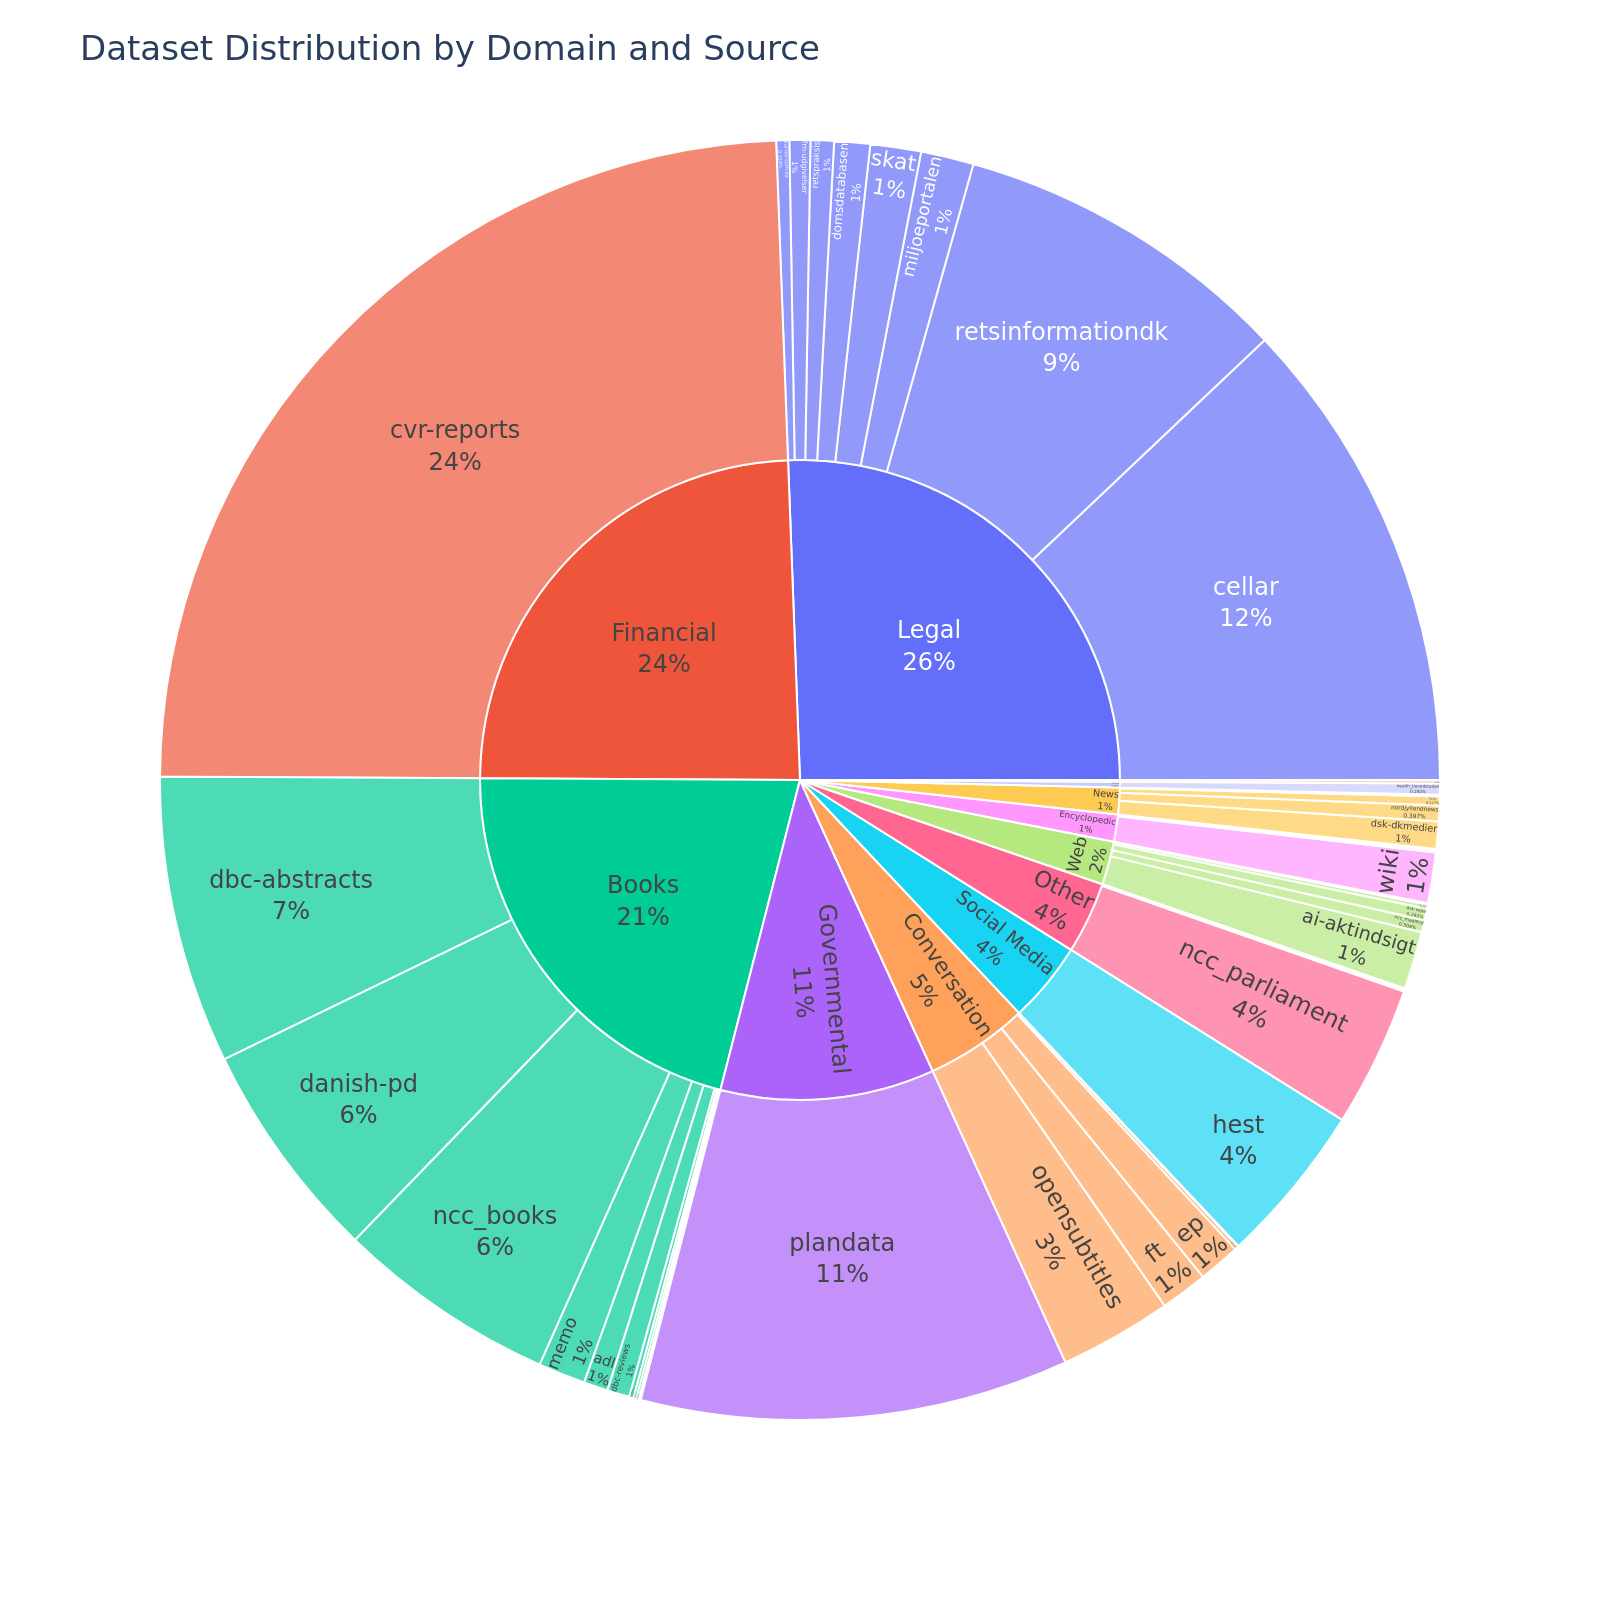 Dataset Distribution by Domain and Source
Legal
26%
cellar
12%
retsinformationdk
9%
miljoeportalen
1%
skat
1%
domsdatabasen
1%
retspraksis
1%
fm-udgivelser
1%
Financial
24%
cvr-reports
24%
Books
21%
dbc-abstracts
7%
danish-pd
6%
ncc_books
6%
memo
1%
adl
1%
dbc-reviews
1%
Governmental
11%
plandata
11%
Conversation
5%
opensubtitles
3%
ft
1%
ep
1%
Social Media
4%
hest
4%
Other
4%
ncc_parliament
4%
Web
2%
ai-aktindsigt
1%
Encyclopedic
1%
wiki
1%
News
1%
dsk-dkmedier
1%
nordjyllandnews
0.397%